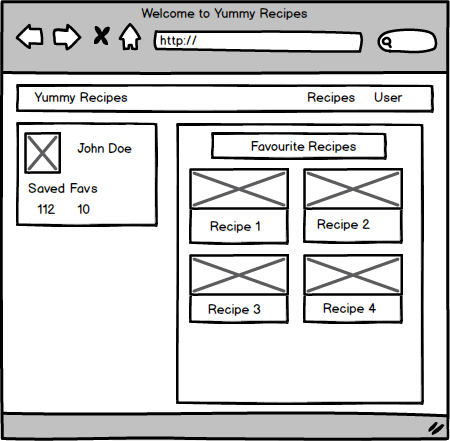 Welcome to Yummy Recipes
http://
Yummy Recipes Recipes User
John Doe
Saved Favs
112 10
Favourite Recipes
Recipe 1 Recipe 2
Recipe 3 Recipe 4